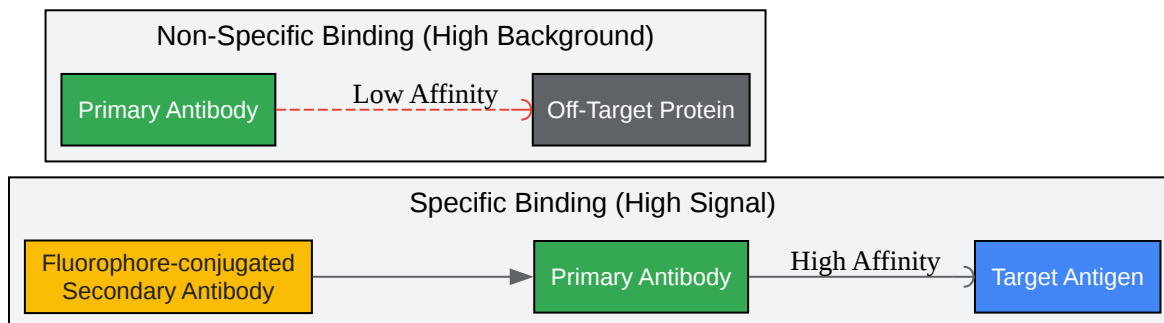 Non-Specific Binding (High Background)
Primary Antibody
Low Affinity
Off-Target Protein
Specific Binding (High Signal)
Fluorophore-conjugated
Secondary Antibody
Primary Antibody
High Affinity
Target Antigen